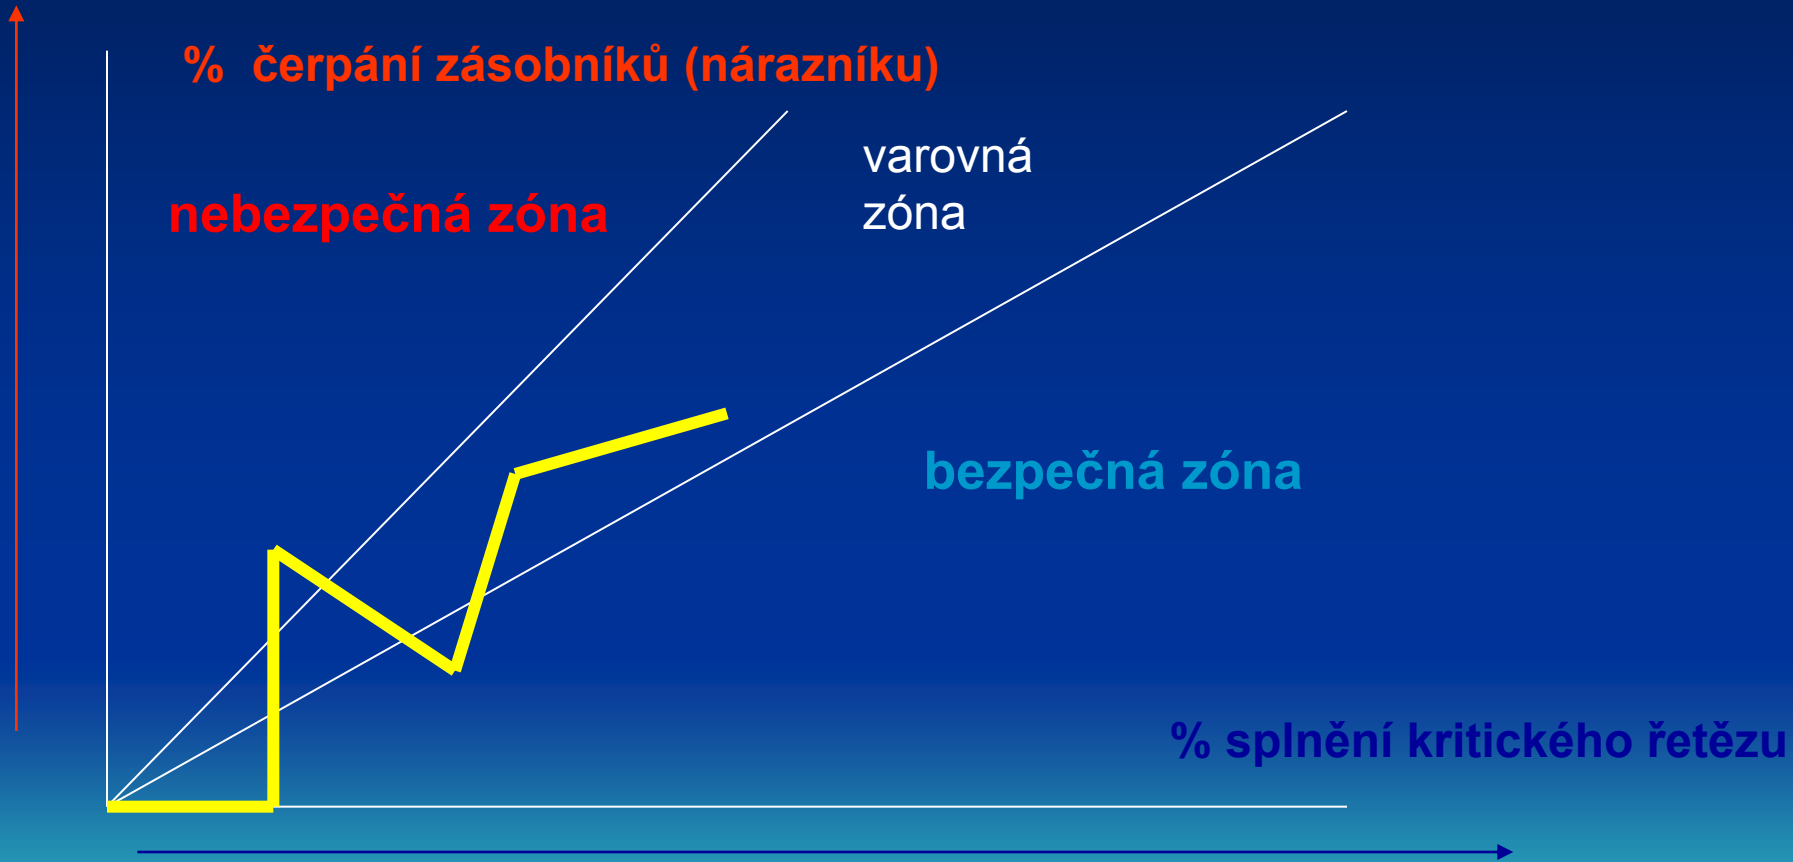 % čerpání zásobníků (nárazníku)
varovná
zóna
nebezpečná zóna
bezpečná zóna
% splnění kritického řetězu